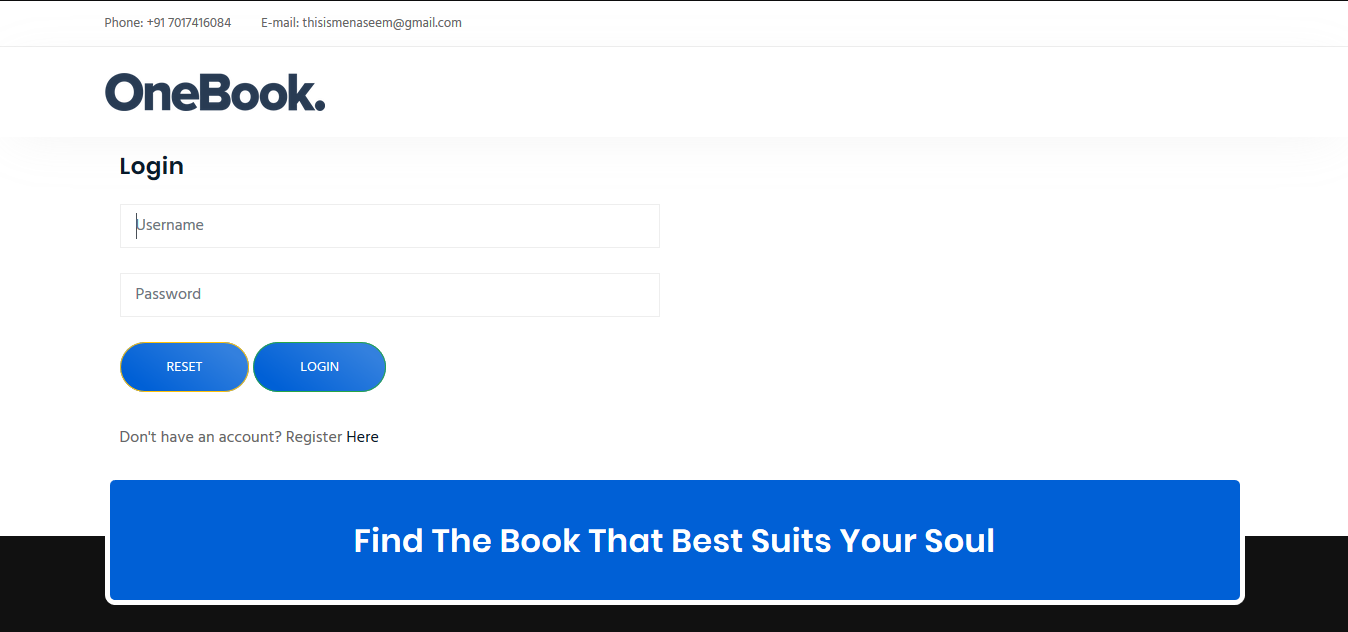 Phone: +91 7017416084 E-mail: thisismenaseem@gmail.com
OneBook.
Login
Username
Password
RESET LOGIN
Don't have an account? Register Here
Find The Book That Best Suits Your Soul